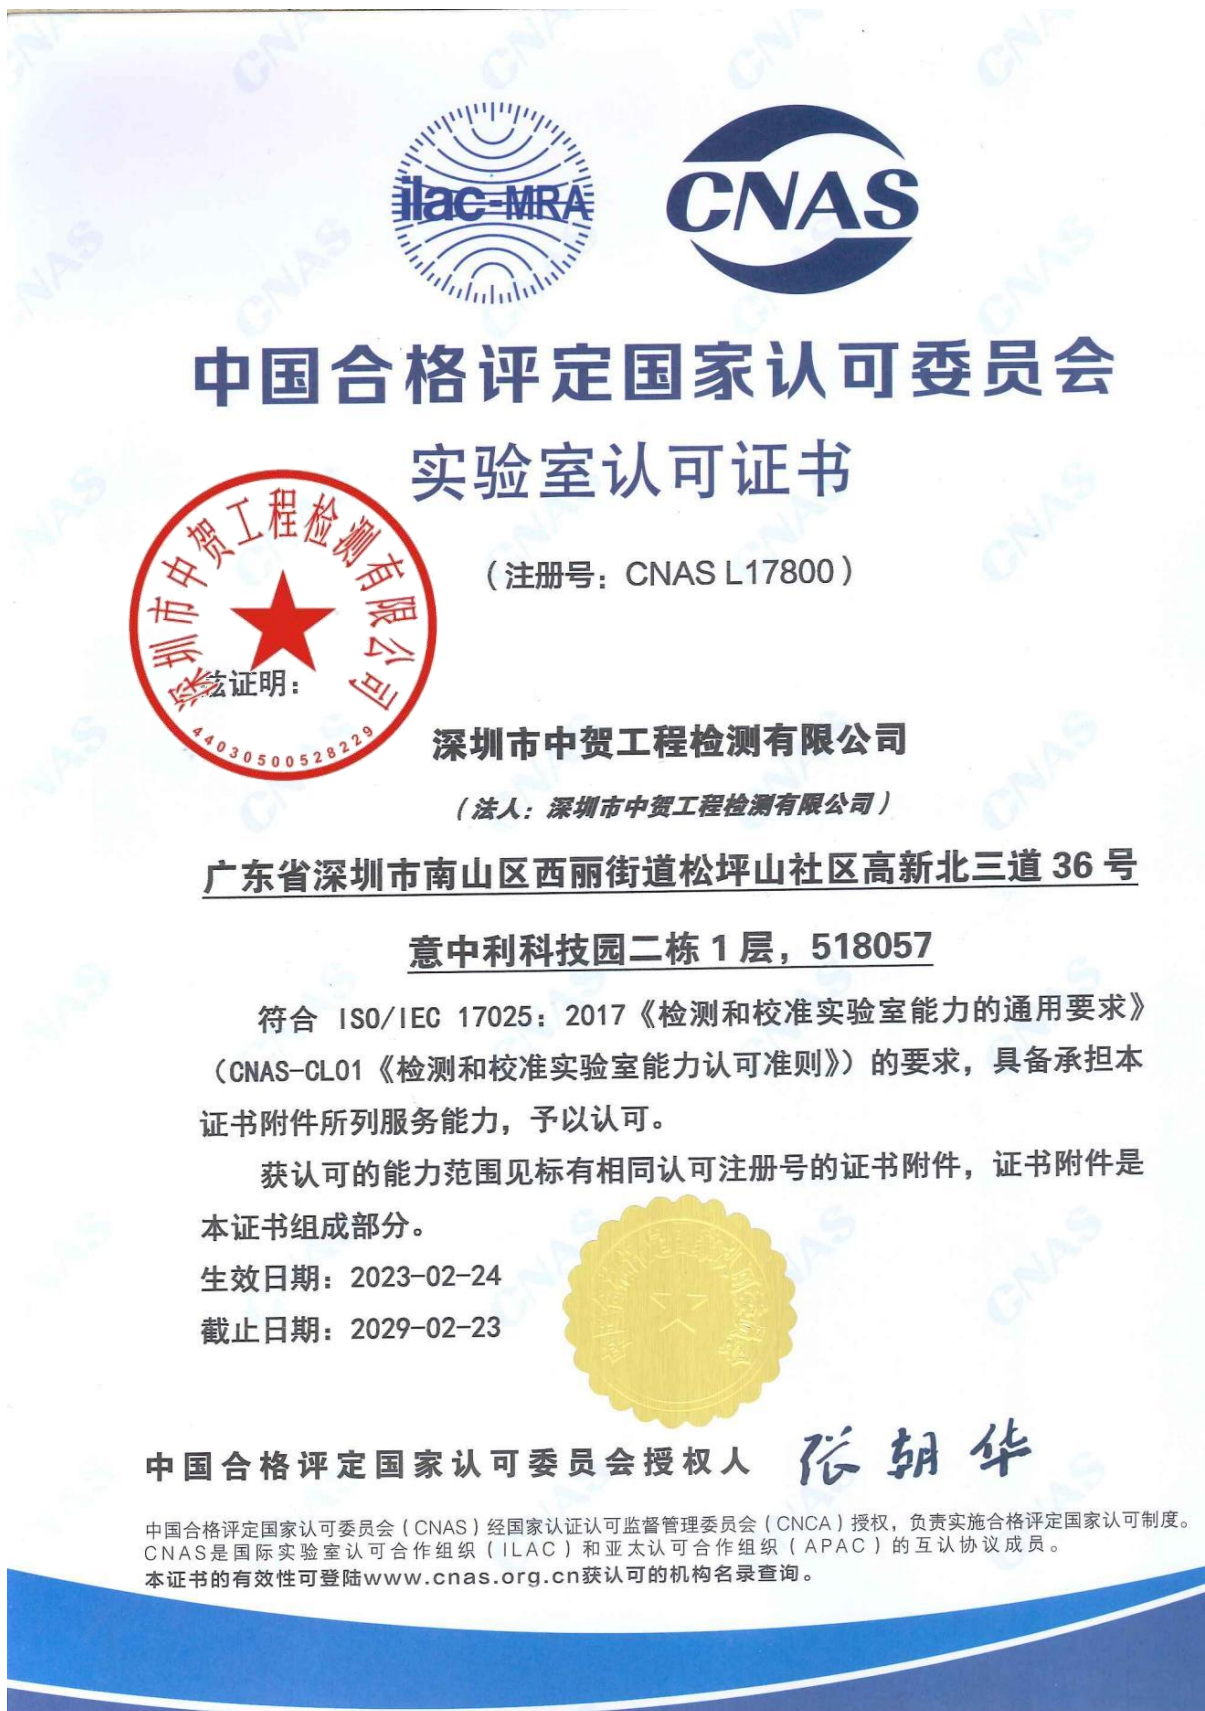 ilac-MRA
CNAS
中国合格评定国家认可委员会
实验室认可证书
（注册号：CNAS L17800）
深圳市中贺工程检测有限公司
44030500528229
兹证明：
深圳市中贺工程检测有限公司
（法人：深圳市中贺工程检测有限公司）
广东省深圳市南山区西丽街道松坪山社区高新北三道 36 号
意中利科技园二栋 1 层，518057
符合 ISO/IEC 17025：2017《检测和校准实验室能力的通用要求》
（CNAS-CL01《检测和校准实验室能力认可准则》）的要求，具备承担本
证书附件所列服务能力，予以认可。
获认可的能力范围见标有相同认可注册号的证书附件，证书附件是
本证书组成部分。
生效日期：2023-02-24
截止日期：2029-02-23
中国合格评定国家认可委员会
中国合格评定国家认可委员会授权人 张朝华
中国合格评定国家认可委员会（CNAS）经国家认证认可监督管理委员会（CNCA）授权，负责实施合格评定国家认可制度。
CNAS是国际实验室认可合作组织（ILAC）和亚太认可合作组织（APAC）的互认协议成员。
本证书的有效性可登陆www.cnas.org.cn获认可的机构名录查询。